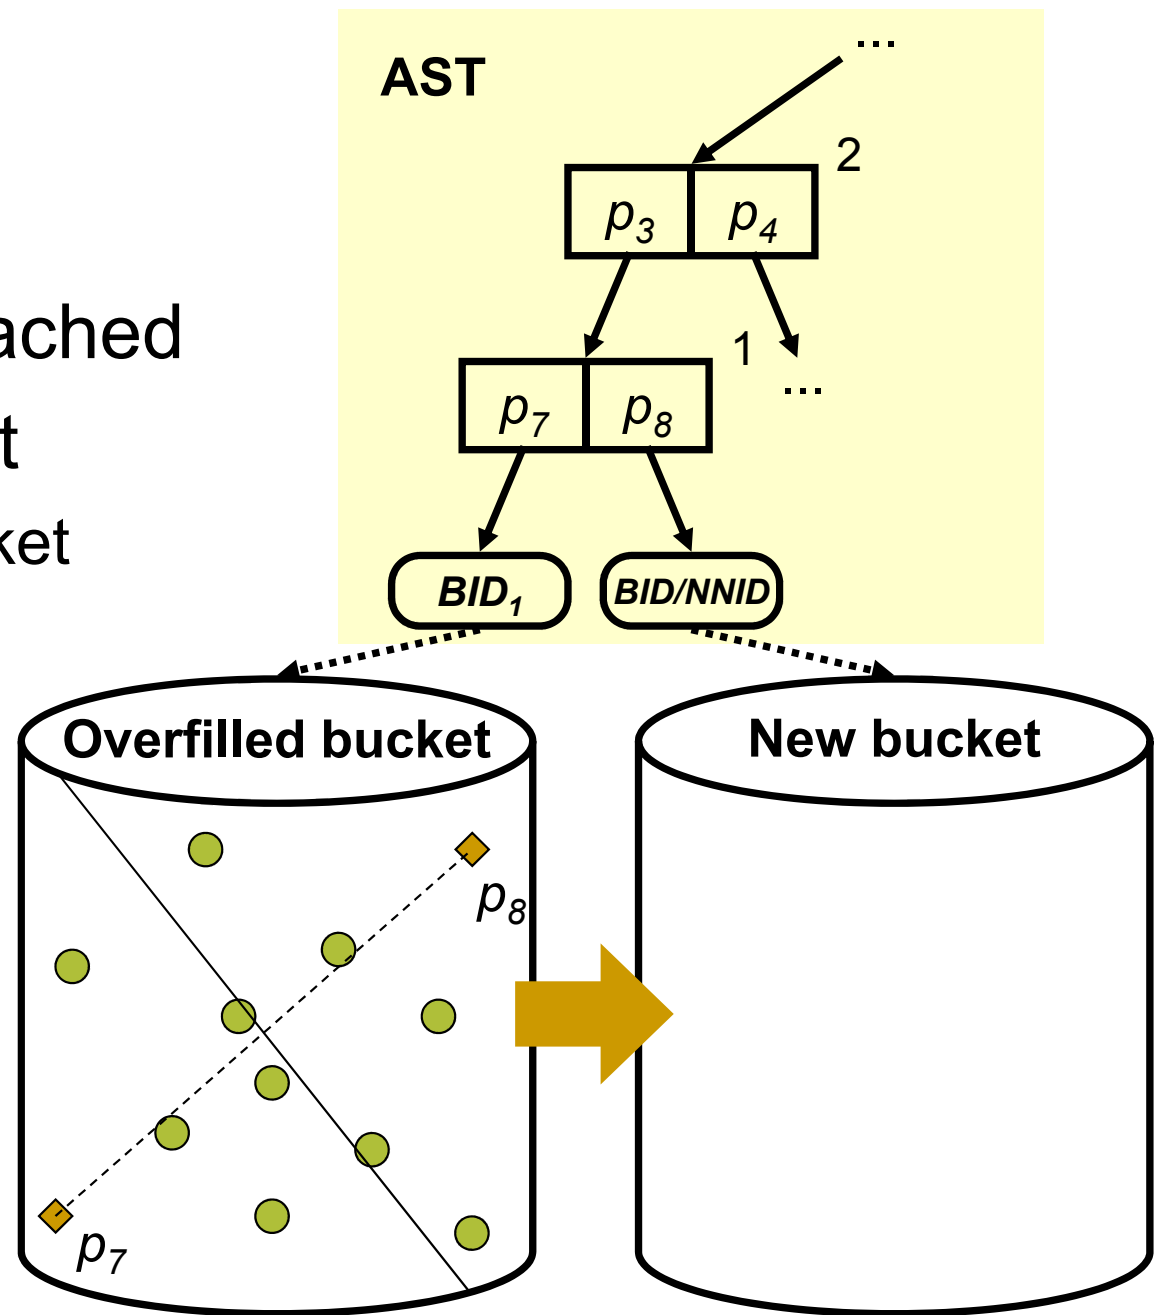 ...
AST
2
p3 p4
ached
1
...
p7 p8
t
ket
BID1 BID/NNID
Overfilled bucket New bucket
p8
p7